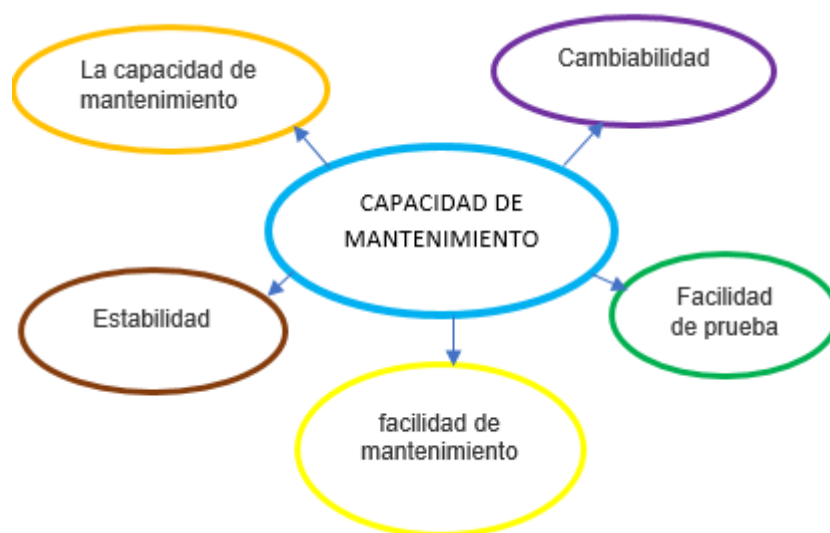 La capacidad de
mantenimiento
Cambiabilidad
CAPACIDAD DE
MANTENIMIENTO
Estabilidad
Facilidad
de prueba
facilidad de
mantenimiento